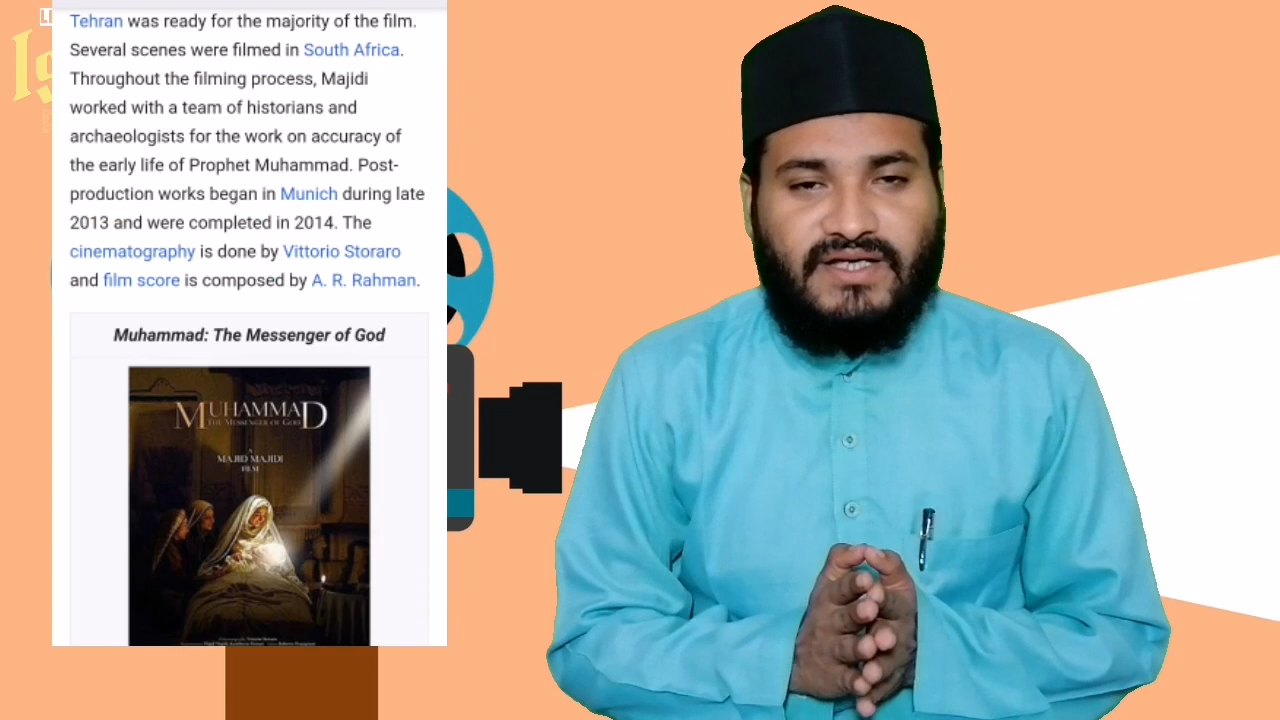 Tehran was ready for the majority of the film.
Several scenes were filmed in South Africa.
Throughout the filming process, Majidi
worked with a team of historians and
archaeologists for the work on accuracy of
the early life of Prophet Muhammad. Post-
production works began in Munich during late
2013 and were completed in 2014. The
cinematography is done by Vittorio Storaro
and film score is composed by A. R. Rahman.
Muhammad: The Messenger of God
MUHAMMAD
THE MESSENGER OF GOD
A
MAJID MAJIDI
FILM